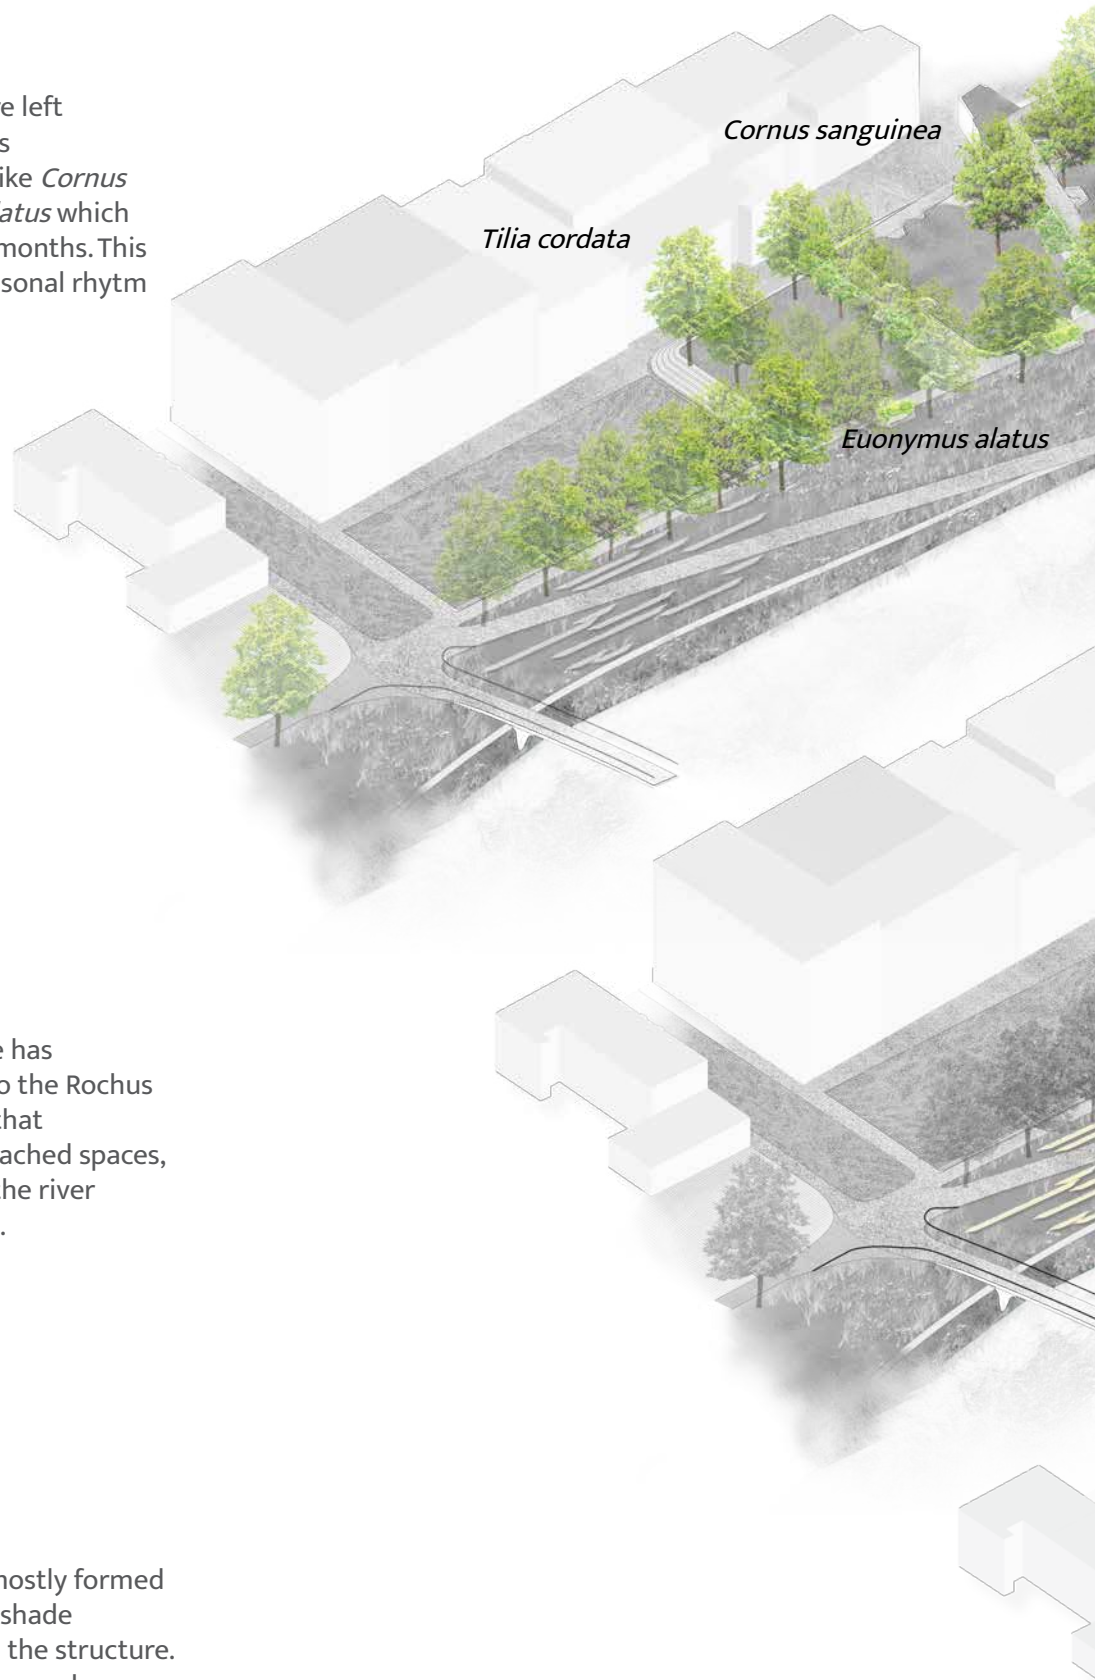 e left
s
ike Cornus
latus which
months. This
sonal rhytm
Cornus sanguinea
Tilia cordata
Euonymus alatus
e has
o the Rochus
that
ached spaces,
the river
.
mostly formed
shade
the structure.